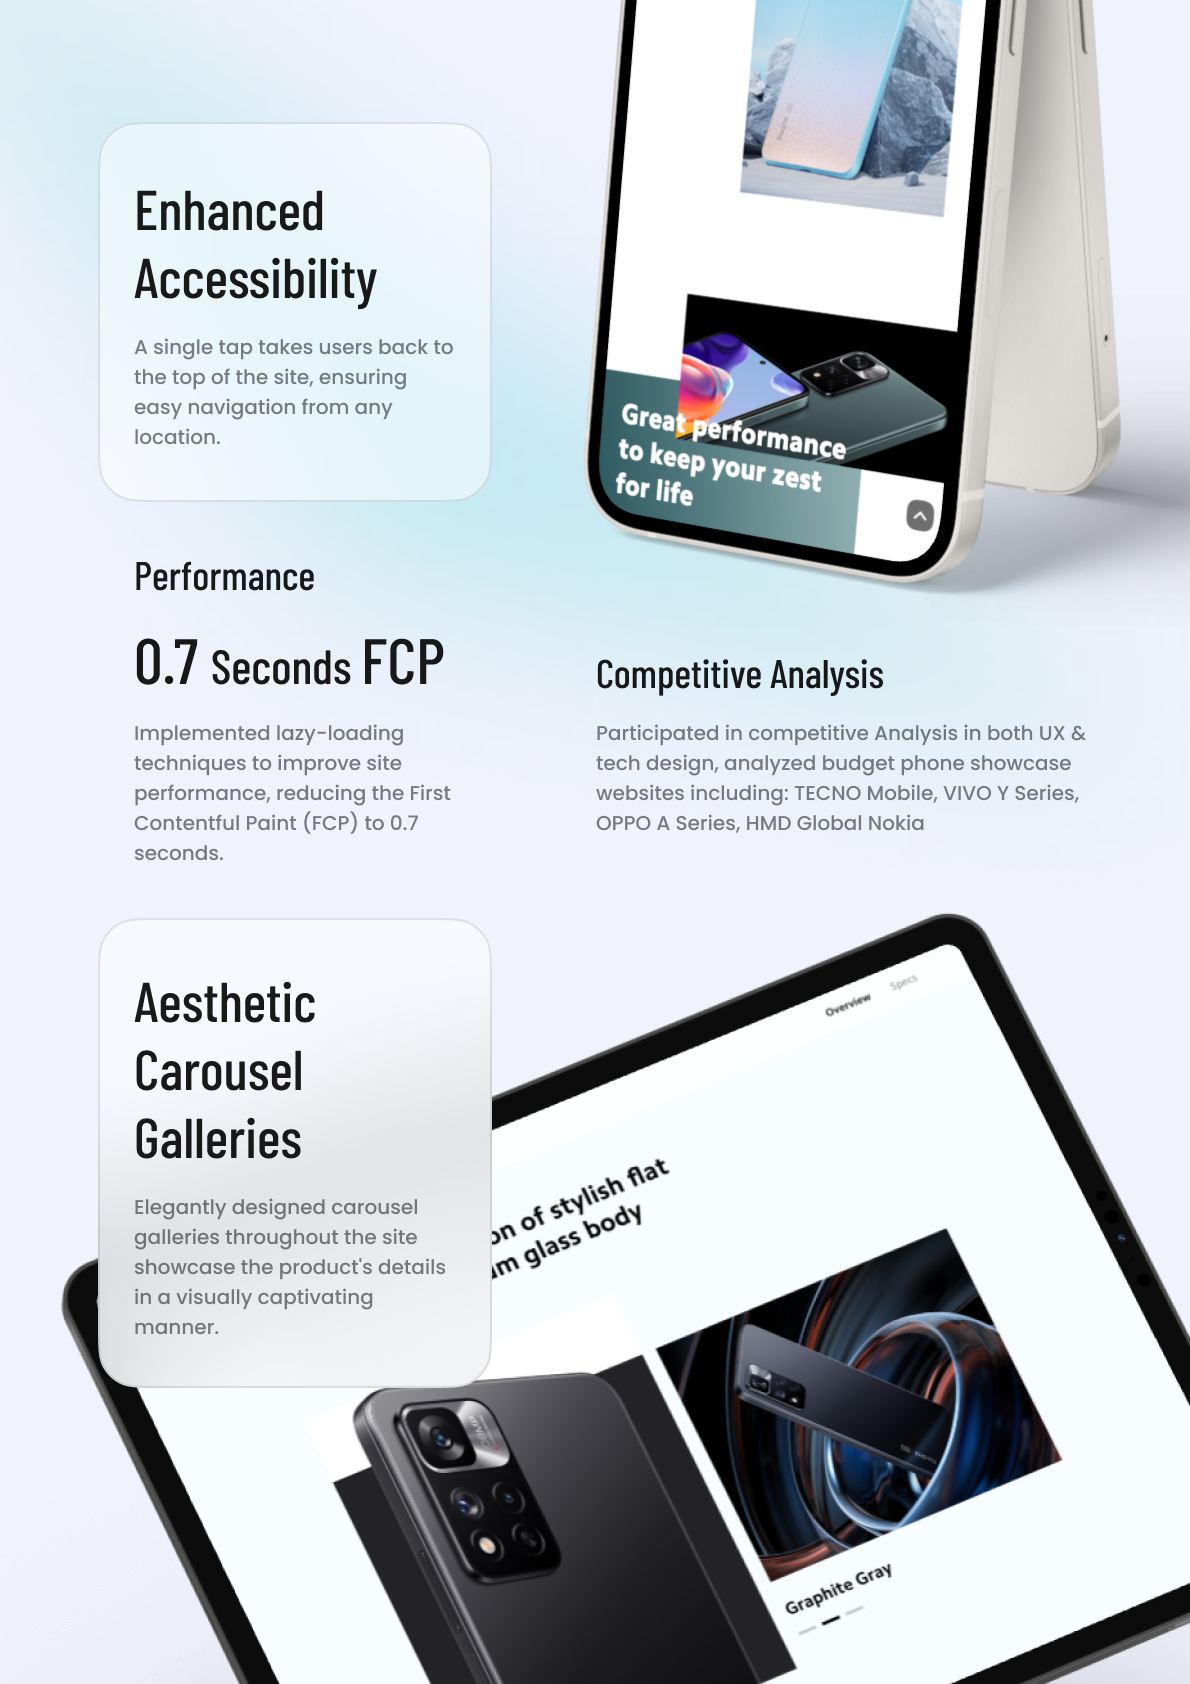 Enhanced
Accessibility
A single tap takes users back to
the top of the site, ensuring
easy navigation from any
location.
Great performance
to keep your zest
for life
Performance
0.7 Seconds FCP
Implemented lazy-loading
techniques to improve site
performance, reducing the First
Contentful Paint (FCP) to 0.7
seconds.
Competitive Analysis
Participated in competitive Analysis in both UX &
tech design, analyzed budget phone showcase
websites including: TECNO Mobile, VIVO Y Series,
OPPO A Series, HMD Global Nokia
Aesthetic
Carousel
Galleries
Elegantly designed carousel
galleries throughout the site
showcase the product's details
in a visually captivating
manner.
Overview Specs
on of stylish flat
um glass body
Graphite Gray